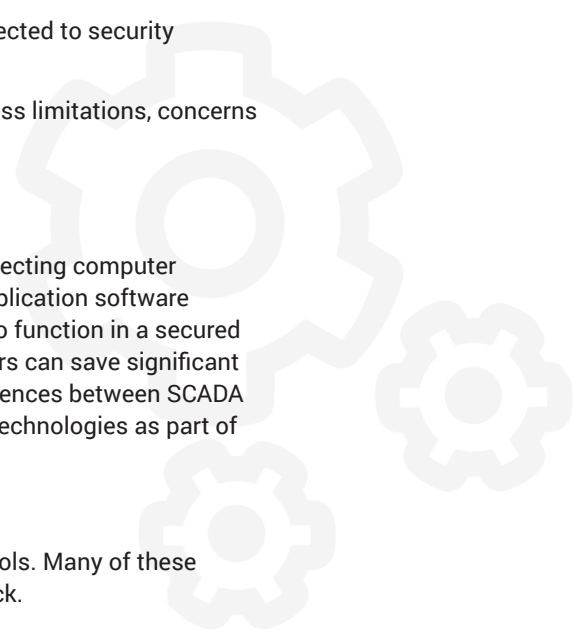 ected to security
ss limitations, concerns
ecting computer
plication software
o function in a secured
rs can save significant
ences between SCADA
echnologies as part of
ols. Many of these
ck.